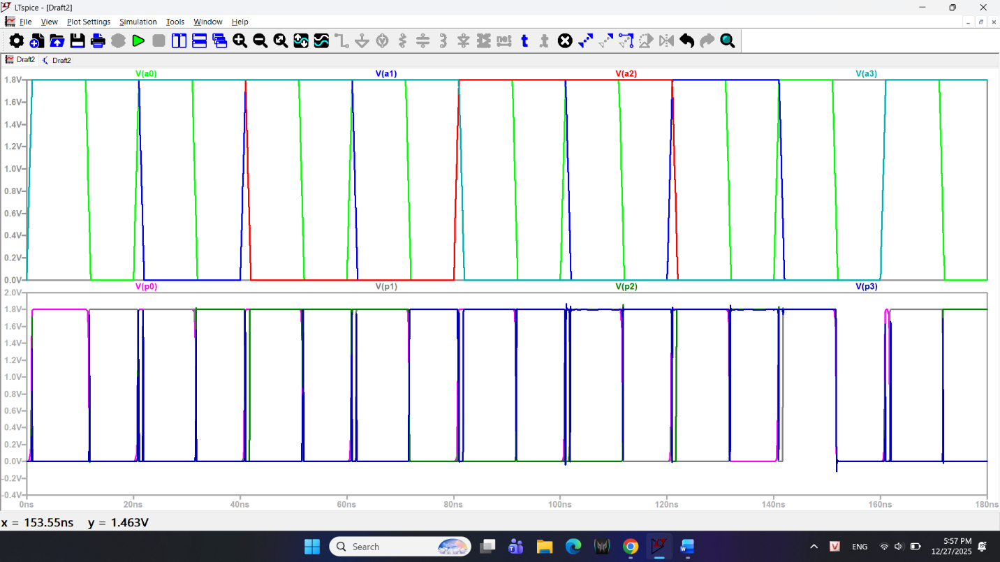 LTspice - [Draft2]
File View Plot Settings Simulation Tools Window Help
net t t
Draft2 Draft2
V(a0) V(a1) V(a2) V(a3)
1.8V
1.6V
1.4V
1.2V
1.0V
0.8V
0.6V
0.4V
0.2V
0.0V
V(p0) V(p1) V(p2) V(p3)
2.0V
1.8V
1.6V
1.4V
1.2V
1.0V
0.8V
0.6V
0.4V
0.2V
0.0V
-0.2V
-0.4V
0ns 20ns 40ns 60ns 80ns 100ns 120ns 140ns 160ns 180ns
x = 153.55ns y = 1.463V
Search
ENG
5:57 PM
12/27/2025